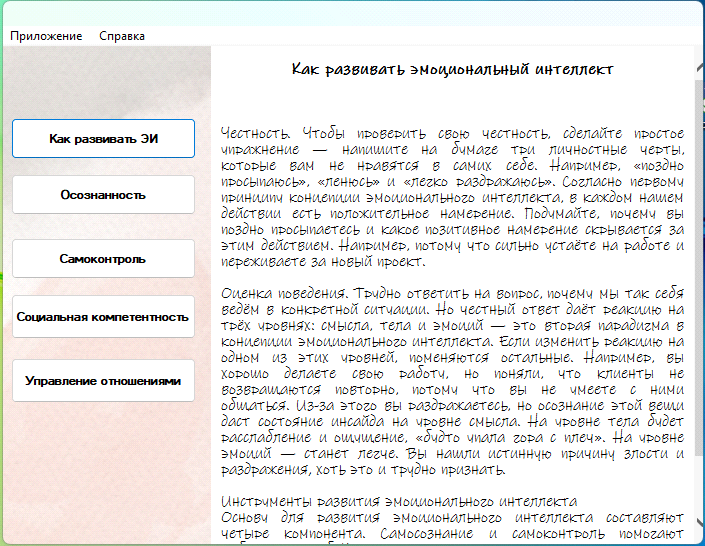 Приложение Справка
Как развивать ЭИ
Осознанность
Самоконтроль
Социальная компетентность
Управление отношениями
Как развивать эмоциональный интеллект
Честность. Чтобы проверить свою честность, сделайте простое
упражнение — напишите на бумаге три личностные черты,
которые вам не нравятся в самих себе. Например, «поздно
просыпаюсь», «ленюсь» и «легко раздражаюсь». Согласно первому
принципу концепции эмоционального интеллекта, в каждом нашем
действии есть положительное намерение. Подумайте, почему вы
поздно просыпаетесь и какое позитивное намерение скрывается за
этим действием. Например, потому что сильно устаёте на работе и
переживаете за новый проект.
Оценка поведения. Трудно ответить на вопрос, почему мы так себя
ведём в конкретной ситуации. Но честный ответ даёт реакцию на
трёх уровнях: смысла, тела и эмоций — это вторая парадигма в
концепции эмоционального интеллекта. Если изменить реакцию на
одном из этих уровней, поменяются остальные. Например, вы
хорошо делаете свою работу, но поняли, что клиенты не
возвращаются повторно, потому что вы не умеете с ними
общаться. Из-за этого вы раздражаетесь, но осознание этой вещи
даст состояние инсайда на уровне смысла. На уровне тела будет
расслабление и ощущение, «будто упала гора с плеч». На уровне
эмоций — станет легче. Вы нашли истинную причину злости и
раздражения, хоть это и трудно признать.
Инструменты развития эмоционального интеллекта
Основу для развития эмоционального интеллекта составляют
четыре компонента. Самосознание и самоконтроль помогают